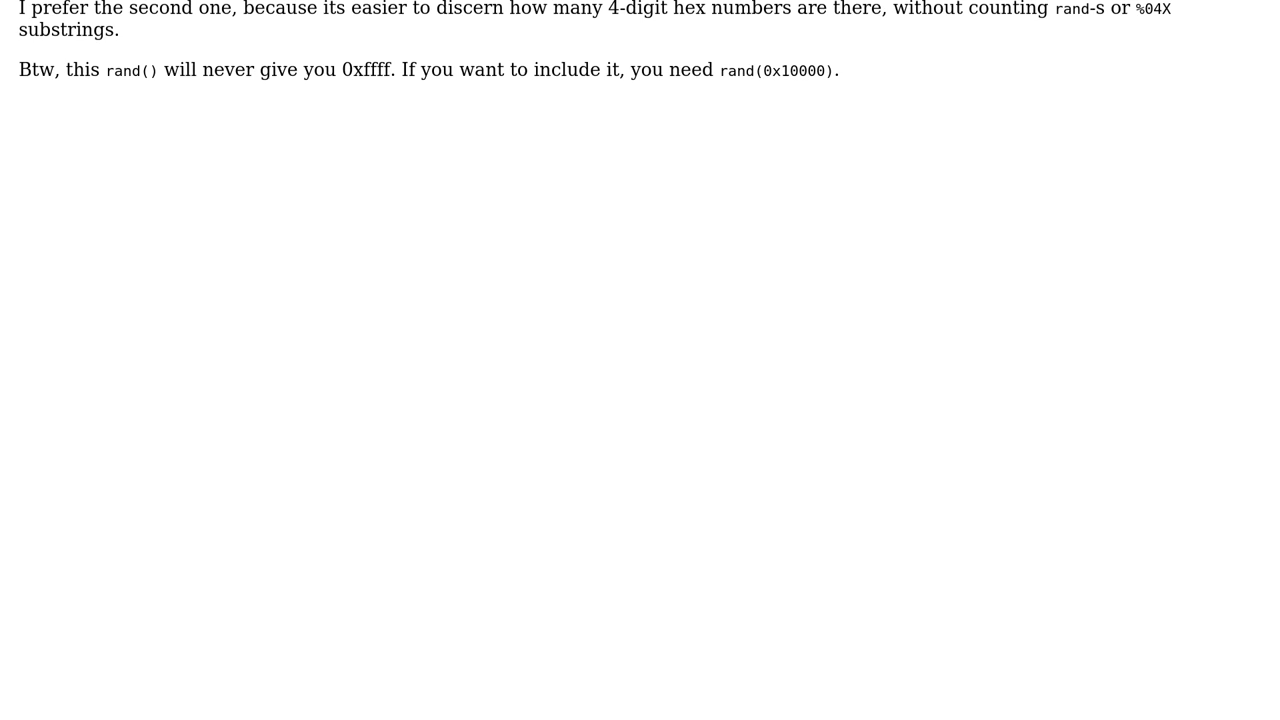 I prefer the second one, because its easier to discern how many 4-digit hex numbers are there, without counting rand-s or %04X
substrings.
Btw, this rand() will never give you 0xffff. If you want to include it, you need rand(0x10000).